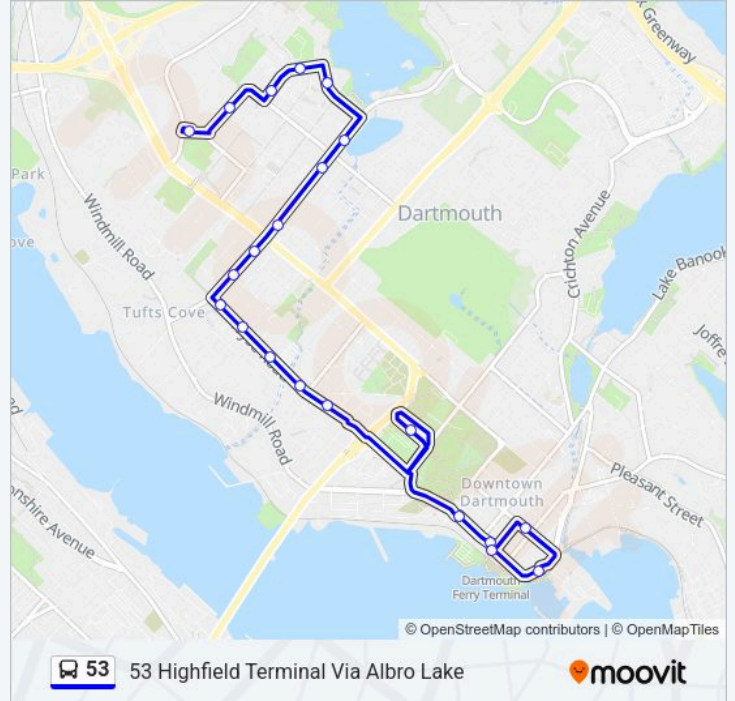 k Greenway
Park
Windmill Road
ove
Dartmouth
Crichton Avenue
Lake Banook
Tufts Cove
Joffre
Windmill Road
Pleasant Street
Downtown
Dartmouth
onshire Avenue
Dartmouth
Ferry Terminal
© OpenStreetMap contributors | © OpenMapTiles
53 53 Highfield Terminal Via Albro Lake
moovit